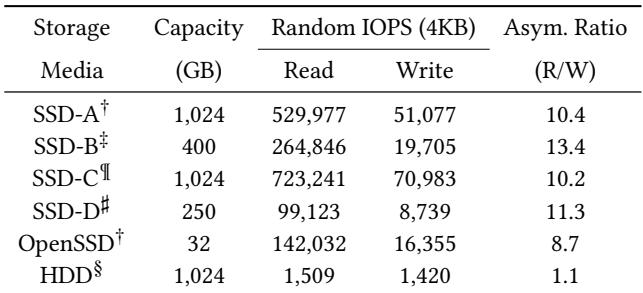 Storage Capacity Random IOPS (4KB) Asym. Ratio
Media (GB) Read Write (R/W)
SSD-A† 1,024 529,977 51,077 10.4
SSD-B‡ 400 264,846 19,705 13.4
SSD-C¶ 1,024 723,241 70,983 10.2
SSD-D♯ 250 99,123 8,739 11.3
OpenSSD† 32 142,032 16,355 8.7
HDD§ 1,024 1,509 1,420 1.1